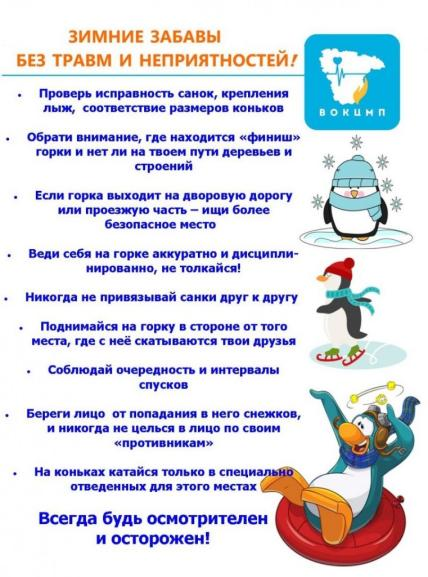 ЗИМНИЕ ЗАБАВЫ
БЕЗ ТРАВМ И НЕПРИЯТНОСТЕЙ!
ВОКЦМП
• Проверь исправность санок, крепления
лыж, соответствие размеров коньков
• Обрати внимание, где находится «финиш»
горки и нет ли на твоем пути деревьев и
строений
• Если горка выходит на дворовую дорогу
или проезжую часть – ищи более
безопасное место
• Веди себя на горке аккуратно и дисципли-
нированно, не толкайся!
• Никогда не привязывай санки друг к другу
• Поднимайся на горку в стороне от того
места, где с неё скатываются твои друзья
• Соблюдай очередность и интервалы
спусков
• Береги лицо от попадания в него снежков,
и никогда не целься в лицо по своим
«противникам»
• На коньках катайся только в специально
отведенных для этого местах
Всегда будь осмотрителен
и осторожен!